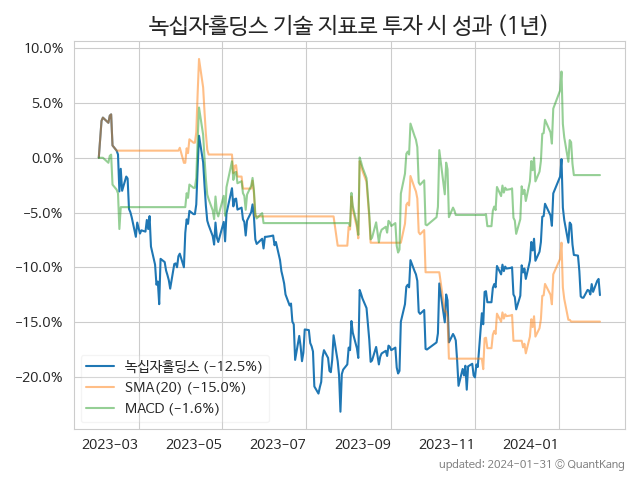 녹십자홀딩스 기술 지표로 투자 시 성과 (1년)
10.0%
5.0%
0.0%
−5.0%
−10.0%
−15.0%
−20.0%
녹십자홀딩스 (−12.5%)
SMA(20) (−15.0%)
MACD (−1.6%)
2023-03 2023-05 2023-07 2023-09 2023-11 2024-01
updated: 2024-01-31 © QuantKang